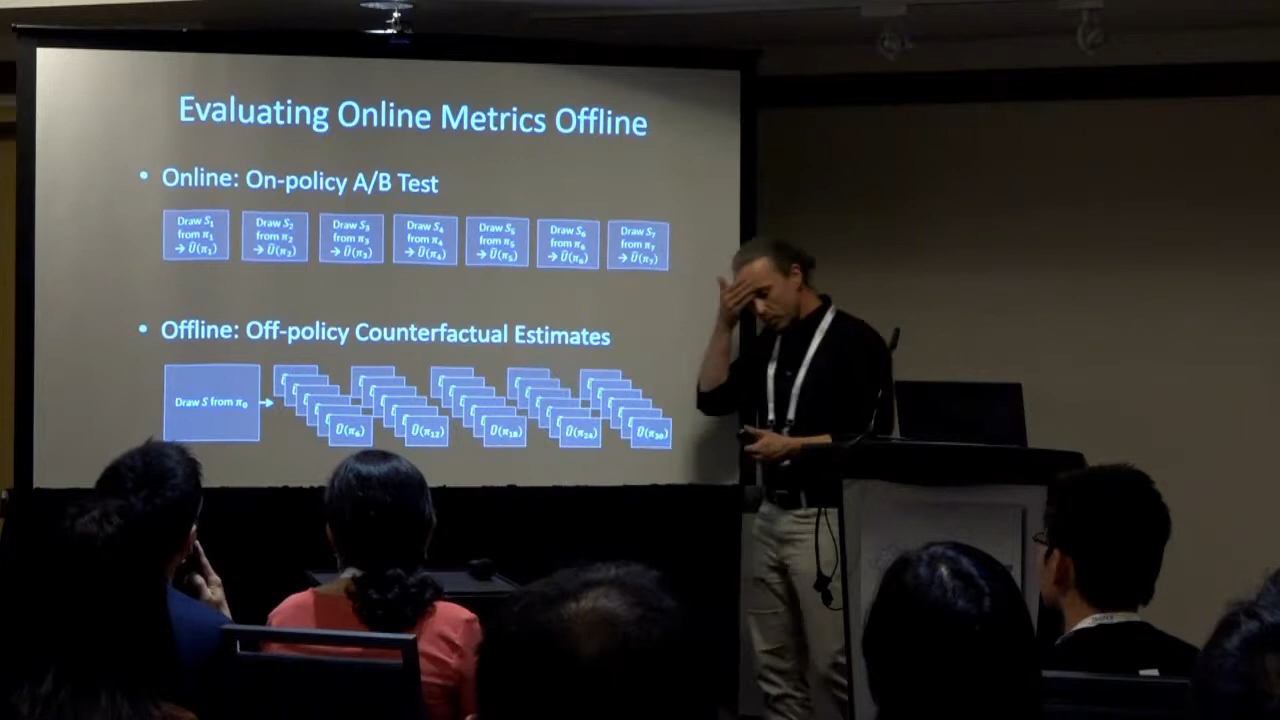 Evaluating Online Metrics Offline
• Online: On-policy A/B Test
Draw S₁ from π₁ → Û(π₁)
Draw S₂ from π₂ → Û(π₂)
Draw S₃ from π₃ → Û(π₃)
Draw S₄ from π₄ → Û(π₄)
Draw S₅ from π₅ → Û(π₅)
Draw S₆ from π₆ → Û(π₆)
Draw S₇ from π₇ → Û(π₇)
• Offline: Off-policy Counterfactual Estimates
Draw S from π₀
Û(π₆)
Û(π₁₂)
Û(π₁₈)
Û(π₂₄)
Û(π₃₀)